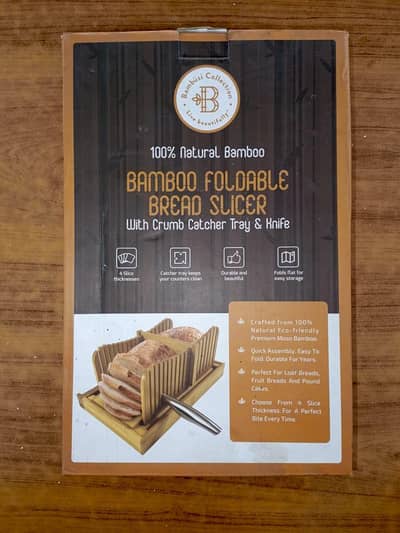 Bambusi Collection
B
Live beautifully
100% Natural Bamboo
BAMBOO FOLDABLE
BREAD SLICER
With Crumb Catcher Tray & Knife
4 Slice
thicknesses
Catcher tray keeps
your counters clean
Durable and
beautiful
Folds flat for
easy storage
Crafted from 100%
Natural Eco-friendly
Premium Moso Bamboo.
Quick Assembly, Easy To
Fold. Durable For Years.
Perfect For Loaf Breads,
Fruit Breads And Pound
Cakes.
Choose From 4 Slice
Thickness For A Perfect
Bite Every Time.